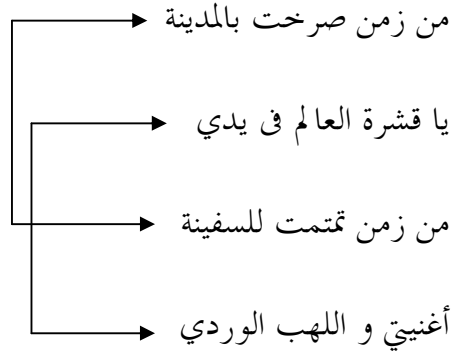 من زمن صرخت بالمدينة
يا قشرة العالم فى يدي
من زمن تمتمت للسفينة
أغنيتي و اللهب الوردي